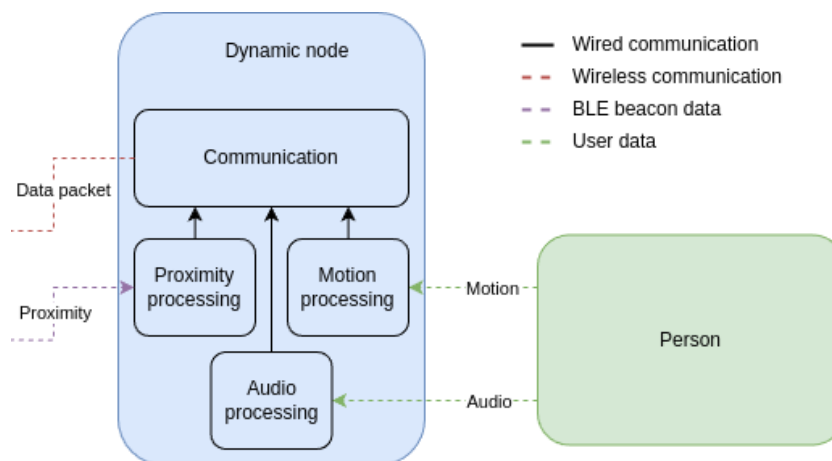 Dynamic node
Wired communication
Wireless communication
BLE beacon data
User data
Communication
Data packet
Proximity
processing
Motion
processing
Proximity
Motion
Person
Audio
processing
Audio